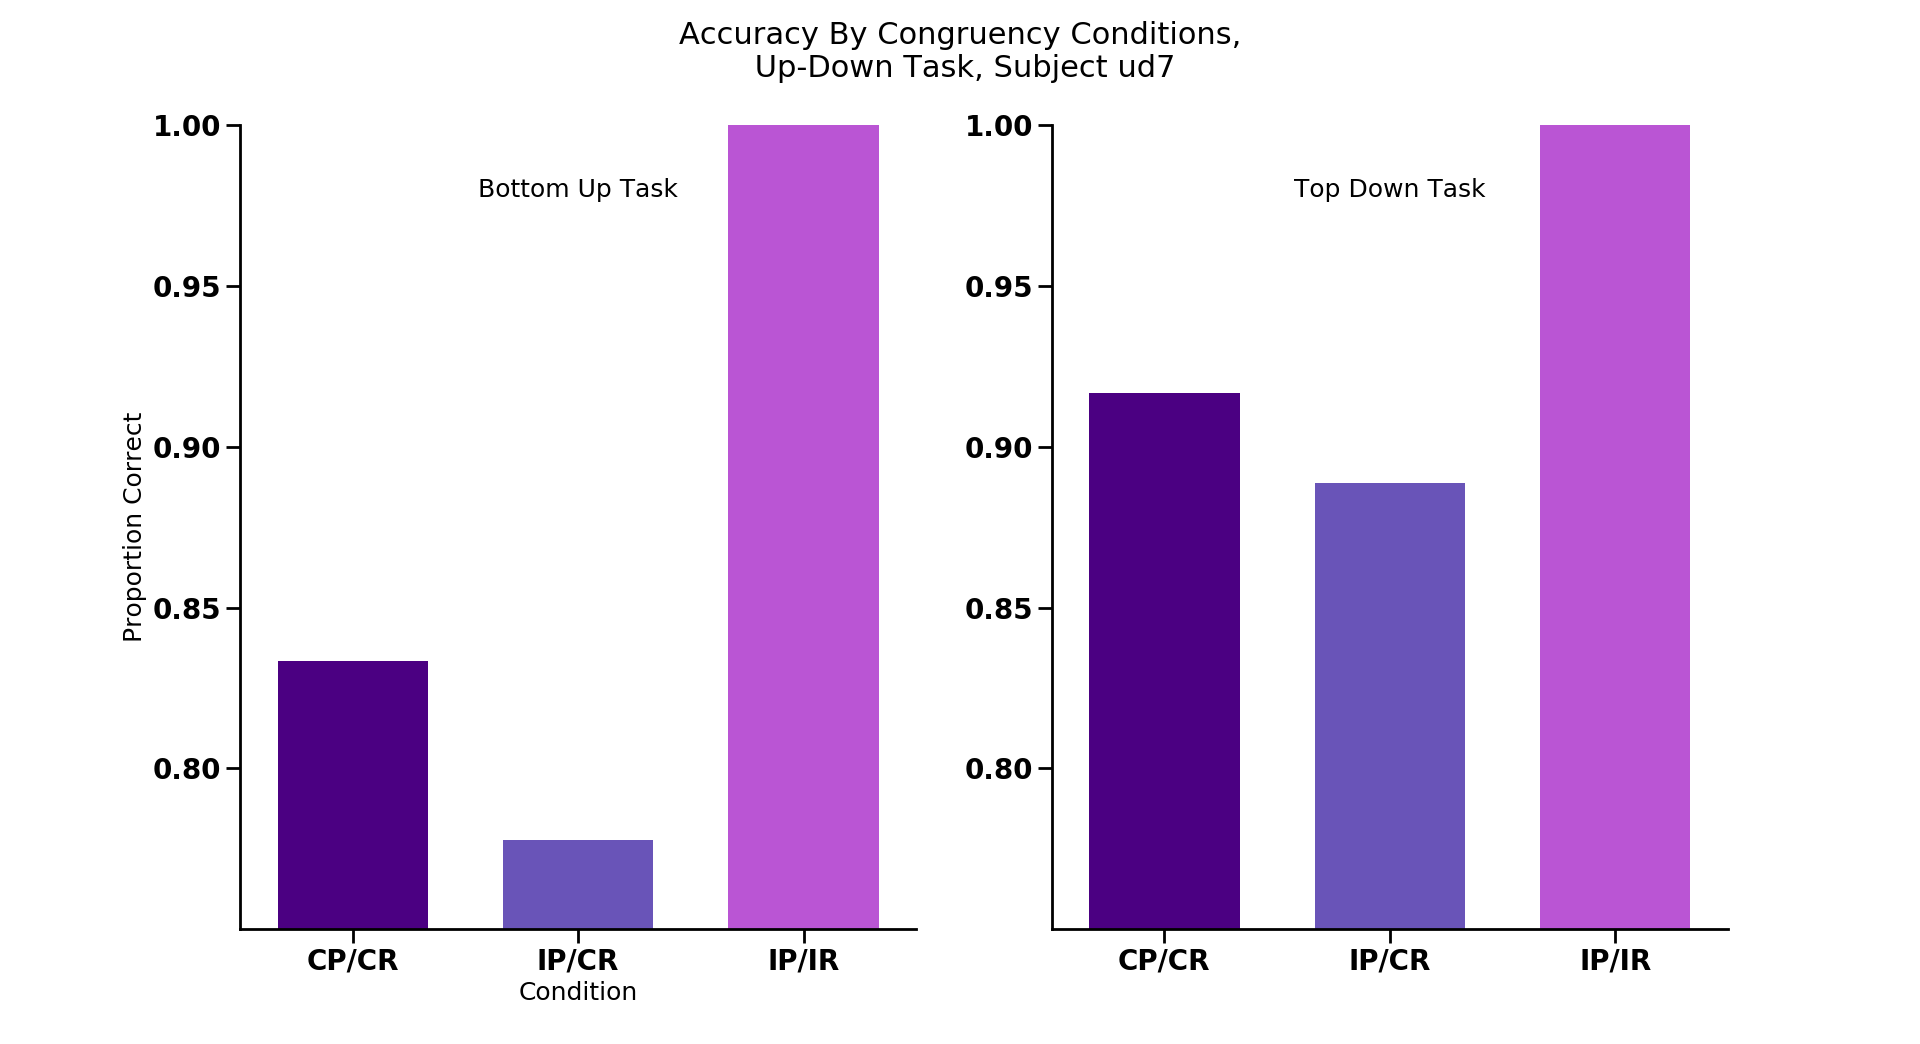 Accuracy By Congruency Conditions,
Up-Down Task, Subject ud7
Proportion Correct
1.00
0.95
0.90
0.85
0.80
Bottom Up Task
CP/CR
IP/CR
IP/IR
Condition
1.00
0.95
0.90
0.85
0.80
Top Down Task
CP/CR
IP/CR
IP/IR